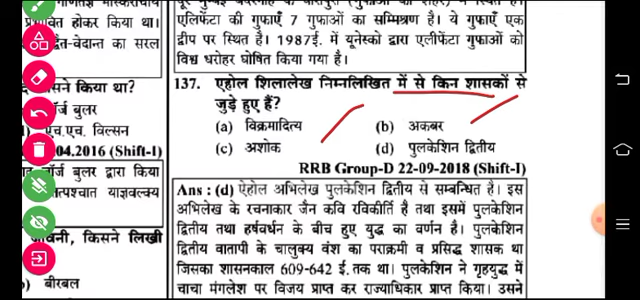 प्रभावित होकर किया था।
द्वैत-वेदान्त का सरल
सने किया था?
जॉर्ज बुलर
एच.एच. विल्सन
.04.2016 (Shift-I)
जॉर्ज बुलर द्वारा किया
तत्पश्चात याज्ञवल्क्य
जीवनी, किसने लिखी
बीरबल
एलिफेंटा की गुफाएँ 7 गुफाओं का सम्मिश्रण है। ये गुफाएँ एक
द्वीप पर स्थित है। 1987ई. में यूनेस्को द्वारा एलीफेंटा गुफाओं को
विश्व धरोहर घोषित किया गया है।
137. एहोल शिलालेख निम्नलिखित में से किन शासकों से
जुड़े हुए हैं?
(a) विक्रमादित्य (b) अकबर
(c) अशोक (d) पुलकेशिन द्वितीय
RRB Group-D 22-09-2018 (Shift-I)
Ans : (d) ऐहोल अभिलेख पुलकेशिन द्वितीय से सम्बन्धित है। इस
अभिलेख के रचनाकार जैन कवि रविकीर्ति है तथा इसमें पुलकेशिन
द्वितीय तथा हर्षवर्धन के बीच हुए युद्ध का वर्णन है। पुलकेशिन
द्वितीय वातापी के चालुक्य वंश का पराक्रमी व प्रसिद्ध शासक था
जिसका शासनकाल 609-642 ई. तक था। पुलकेशिन ने गृहयुद्ध में
चाचा मंगलेश पर विजय प्राप्त कर राज्याधिकार प्राप्त किया। उसने